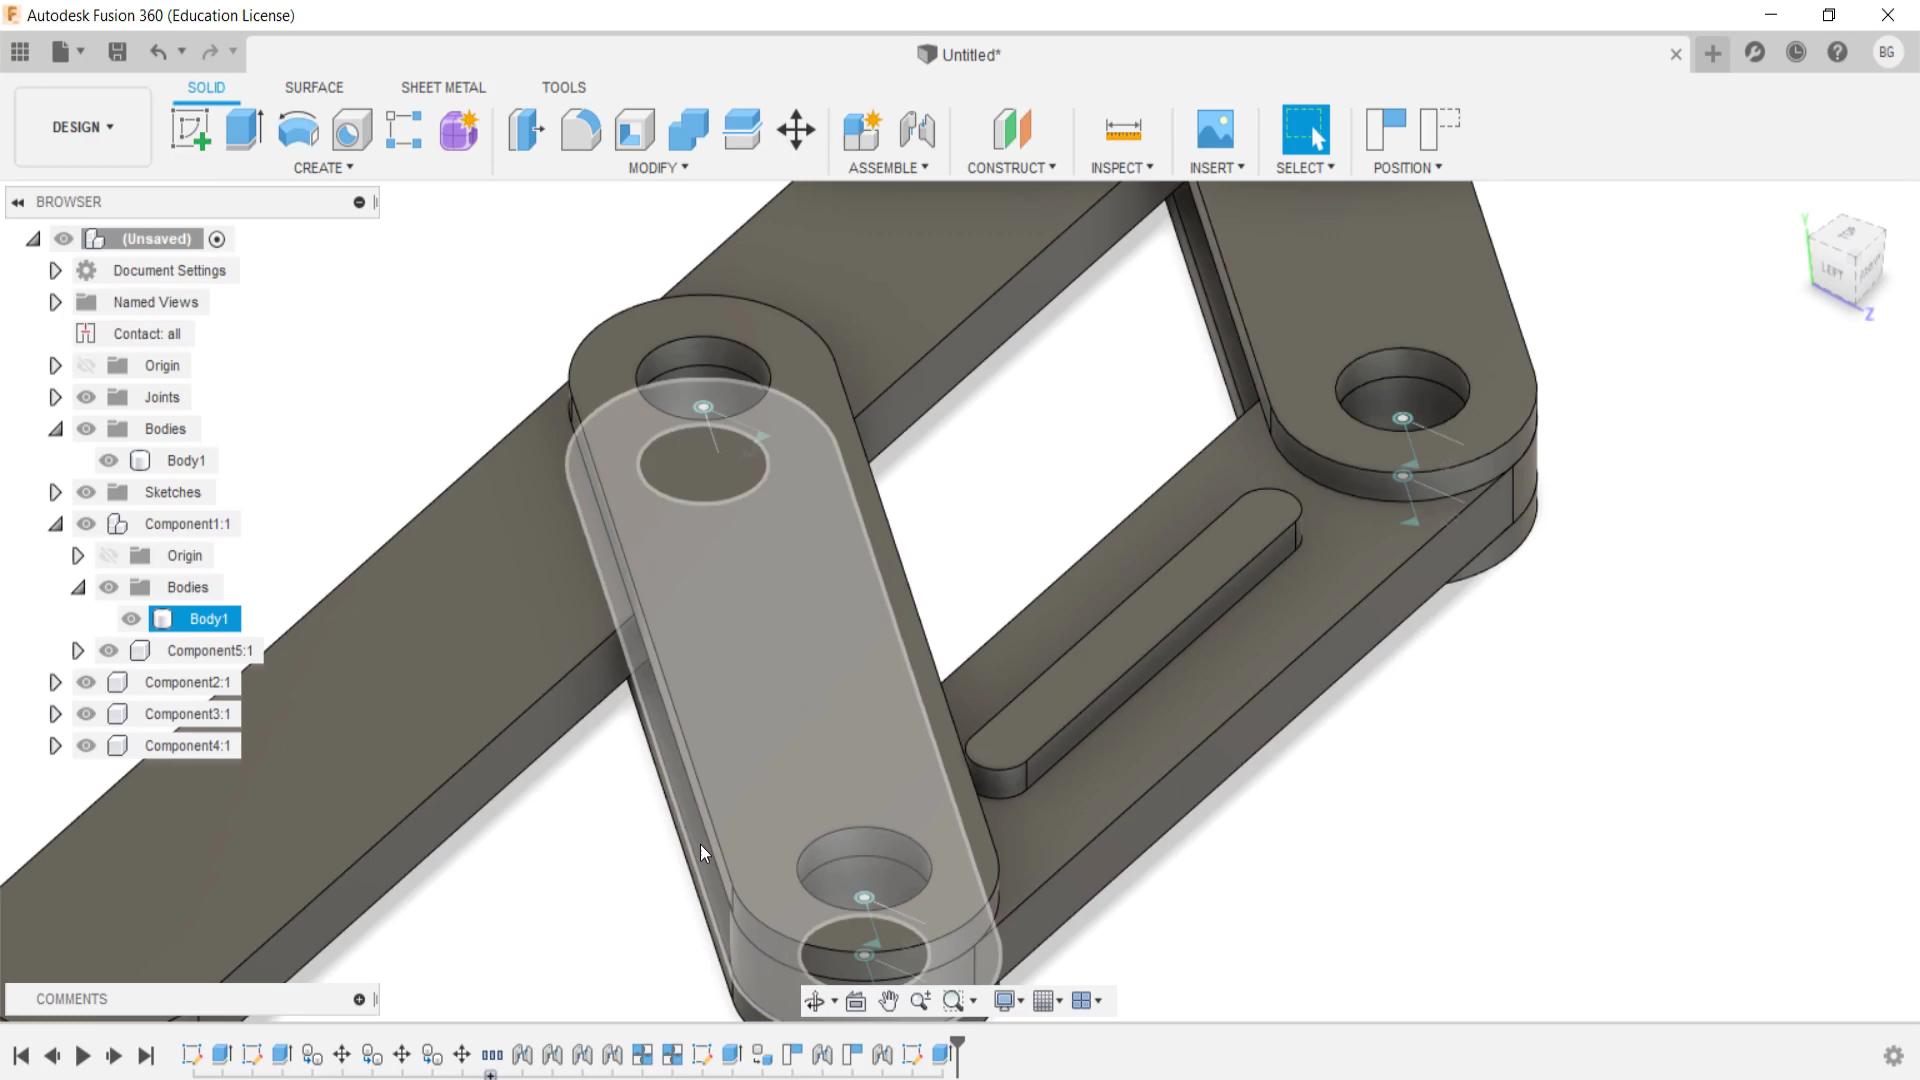 Autodesk Fusion 360 (Education License)
Untitled*
BG
SOLID SURFACE SHEET METAL TOOLS
DESIGN
CREATE MODIFY ASSEMBLE CONSTRUCT INSPECT INSERT SELECT POSITION
BROWSER
(Unsaved)
Document Settings
Named Views
Contact: all
Origin
Joints
Bodies
Body1
Sketches
Component1:1
Origin
Bodies
Body1
Component5:1
Component2:1
Component3:1
Component4:1
Y
LEFT
Z
COMMENTS